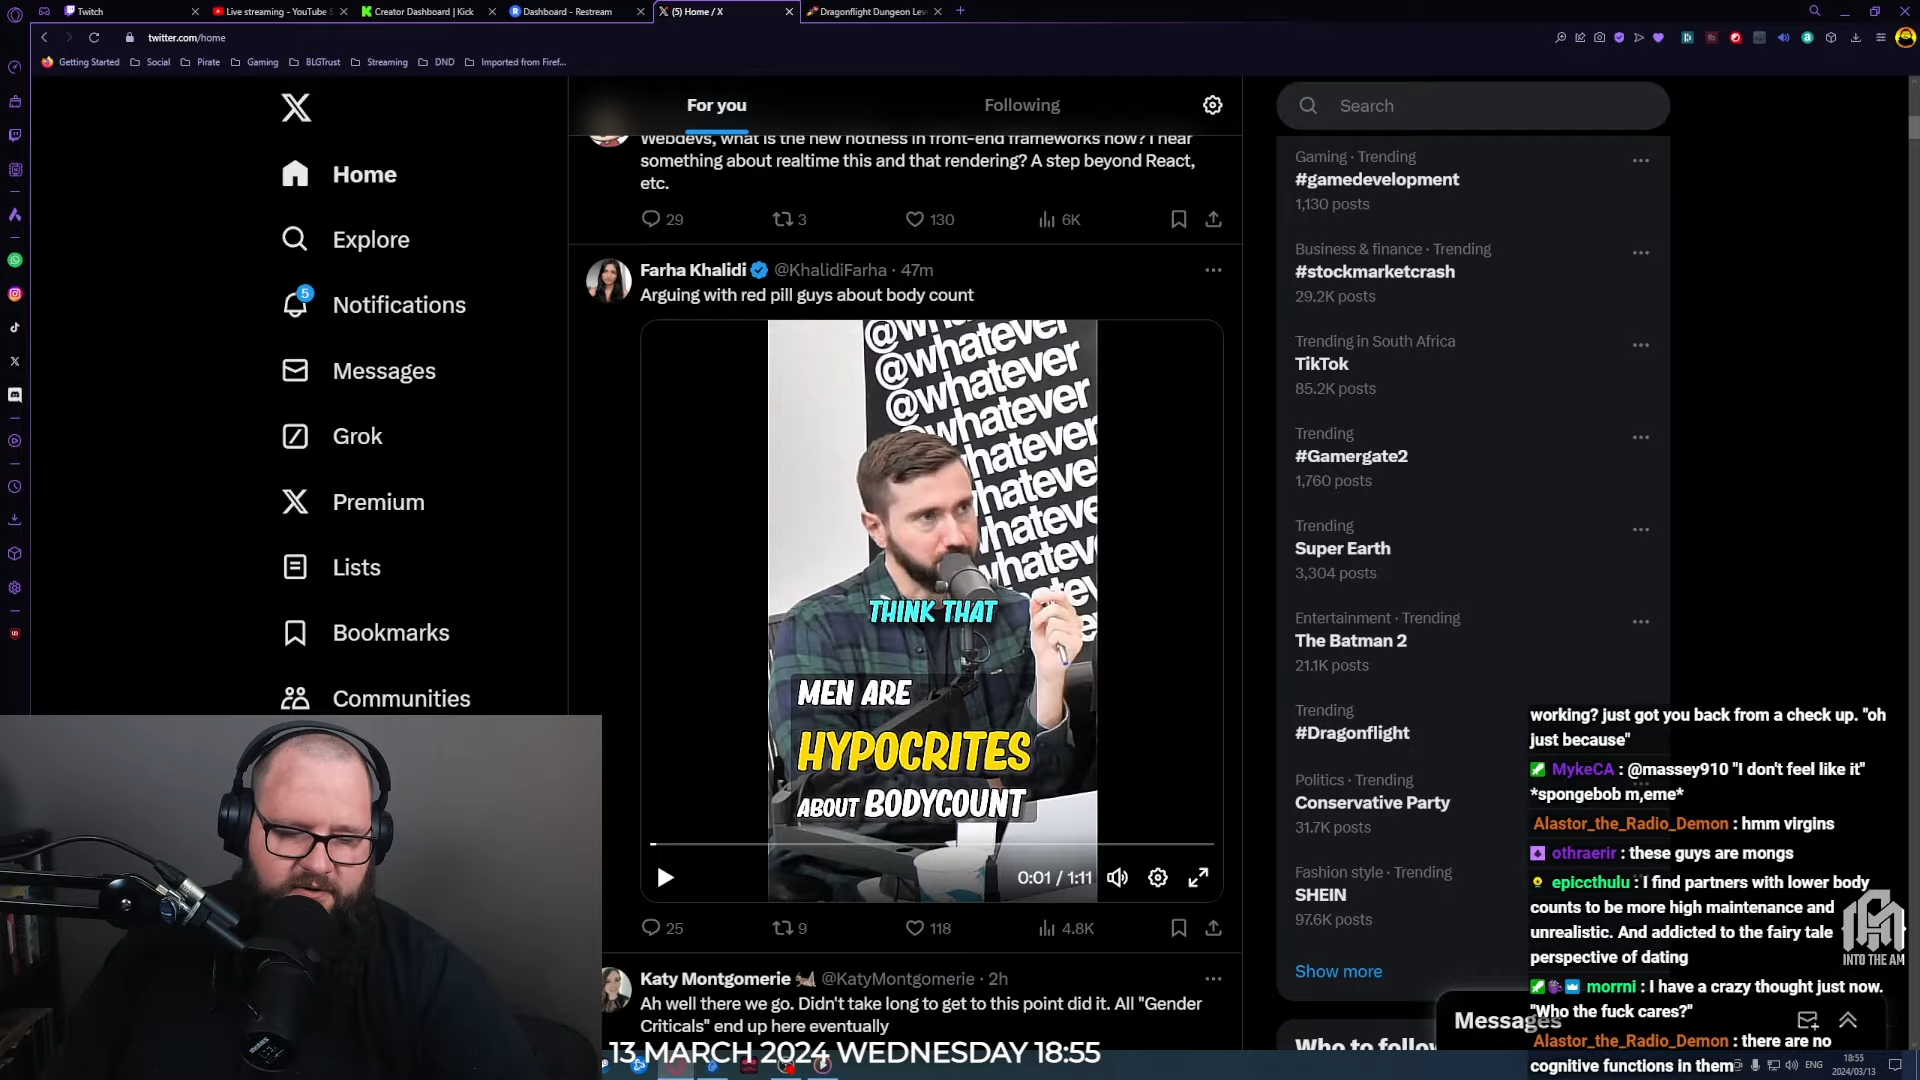 Twitch
Live streaming - YouTube S
Creator Dashboard | Kick
Dashboard - Restream
(5) Home / X
Dragonflight Dungeon Lev
twitter.com/home
Getting Started
Social
Pirate
Gaming
BLGTrust
Streaming
DND
Imported from Firef...
For you
Following
Search
Home
Explore
5
Notifications
Messages
Grok
Premium
Lists
Bookmarks
Communities
Webdevs, what is the new hotness in front-end frameworks now? I hear
something about realtime this and that rendering? A step beyond React,
etc.
29
3
130
6K
Farha Khalidi @KhalidiFarha · 47m
Arguing with red pill guys about body count
@whatever
@whatever
@whatever
THINK THAT
MEN ARE
HYPOCRITES
ABOUT BODYCOUNT
0:01 / 1:11
25
9
118
4.8K
Katy Montgomerie @KatyMontgomerie · 2h
Ah well there we go. Didn't take long to get to this point did it. All "Gender
Criticals" end up here eventually
13 MARCH 2024 WEDNESDAY 18:55
Gaming · Trending
#gamedevelopment
1,130 posts
Business & finance · Trending
#stockmarketcrash
29.2K posts
Trending in South Africa
TikTok
85.2K posts
Trending
#Gamergate2
1,760 posts
Trending
Super Earth
3,304 posts
Entertainment · Trending
The Batman 2
21.1K posts
Trending
#Dragonflight
Politics · Trending
Conservative Party
31.7K posts
Fashion style · Trending
SHEIN
97.6K posts
Show more
Messages
Who to follow
working? just got you back from a check up. "oh
just because"
MykeCA : @massey910 "I don't feel like it"
*spongebob m,eme*
Alastor_the_Radio_Demon : hmm virgins
othraerir : these guys are mongs
epiccthulu : I find partners with lower body
counts to be more high maintenance and
unrealistic. And addicted to the fairy tale
perspective of dating
morrni : I have a crazy thought just now.
"Who the fuck cares?"
Alastor_the_Radio_Demon : there are no
cognitive functions in them
INTO THE AM
ENG
18:55
2024/03/13